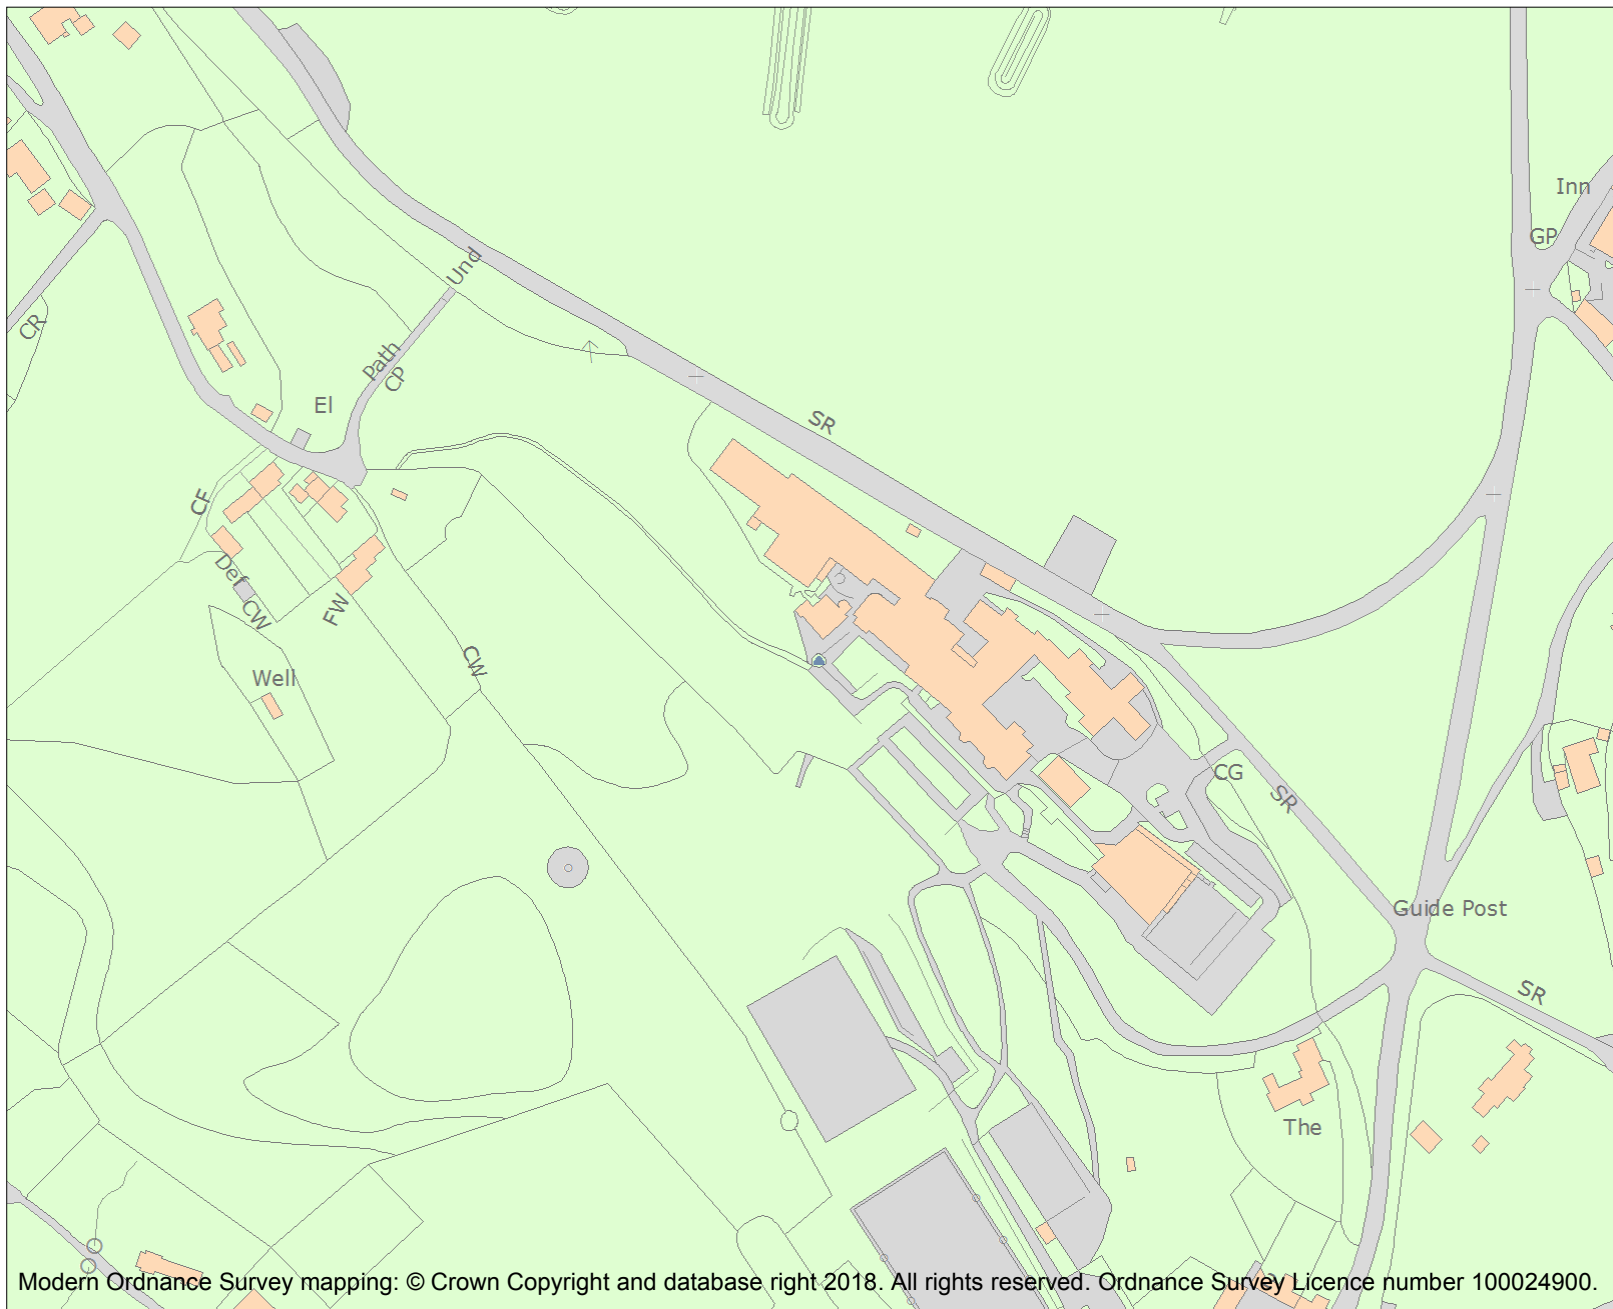 Inn
GP
Und
CR
Path
CP
El
SR
CF
Def
CW
FW
CW
Well
CG
SR
Guide Post
SR
The
Modern Ordnance Survey mapping: © Crown Copyright and database right 2018. All rights reserved. Ordnance Survey Licence number 100024900.